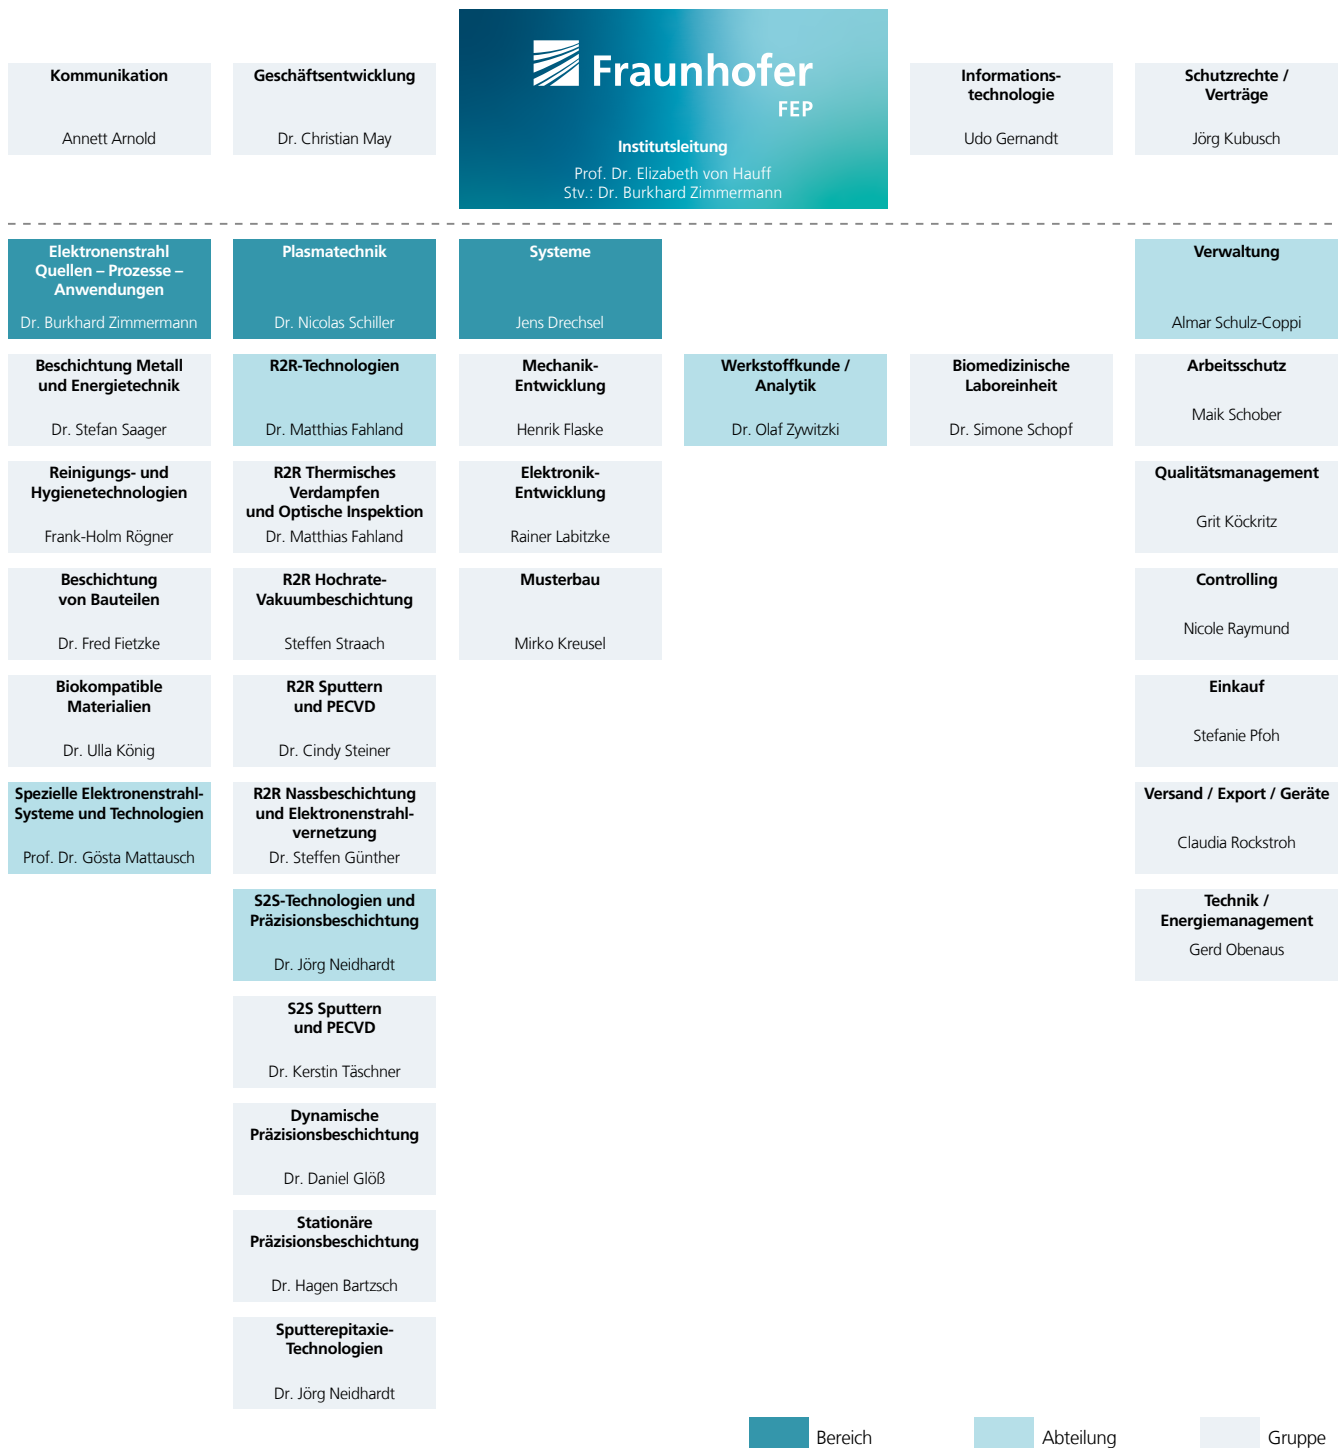 Kommunikation
Annett Arnold
Geschäftsentwicklung
Dr. Christian May
Fraunhofer
FEP
Institutsleitung
Prof. Dr. Elizabeth von Hauff
Stv.: Dr. Burkhard Zimmermann
Informations-
technologie
Udo Gernandt
Schutzrechte /
Verträge
Jörg Kubusch
Elektronenstrahl
Quellen – Prozesse –
Anwendungen
Dr. Burkhard Zimmermann
Beschichtung Metall
und Energietechnik
Dr. Stefan Saager
Reinigungs- und
Hygienetechnologien
Frank-Holm Rögner
Beschichtung
von Bauteilen
Dr. Fred Fietzke
Biokompatible
Materialien
Dr. Ulla König
Spezielle Elektronenstrahl-
Systeme und Technologien
Prof. Dr. Gösta Mattausch
Plasmatechnik
Dr. Nicolas Schiller
R2R-Technologien
Dr. Matthias Fahland
R2R Thermisches
Verdampfen
und Optische Inspektion
Dr. Matthias Fahland
R2R Hochrate-
Vakuumbeschichtung
Steffen Straach
R2R Sputtern
und PECVD
Dr. Cindy Steiner
R2R Nassbeschichtung
und Elektronenstrahl-
vernetzung
Dr. Steffen Günther
S2S-Technologien und
Präzisionsbeschichtung
Dr. Jörg Neidhardt
S2S Sputtern
und PECVD
Dr. Kerstin Täschner
Dynamische
Präzisionsbeschichtung
Dr. Daniel Glöß
Stationäre
Präzisionsbeschichtung
Dr. Hagen Bartzsch
Sputterepitaxie-
Technologien
Dr. Jörg Neidhardt
Systeme
Jens Drechsel
Mechanik-
Entwicklung
Henrik Flaske
Elektronik-
Entwicklung
Rainer Labitzke
Musterbau
Mirko Kreusel
Werkstoffkunde /
Analytik
Dr. Olaf Zywitzki
Biomedizinische
Laboreinheit
Dr. Simone Schopf
Verwaltung
Almar Schulz-Coppi
Arbeitsschutz
Maik Schober
Qualitätsmanagement
Grit Köckritz
Controlling
Nicole Raymund
Einkauf
Stefanie Pfoh
Versand / Export / Geräte
Claudia Rockstroh
Technik /
Energiemanagement
Gerd Obenaus
Bereich
Abteilung
Gruppe